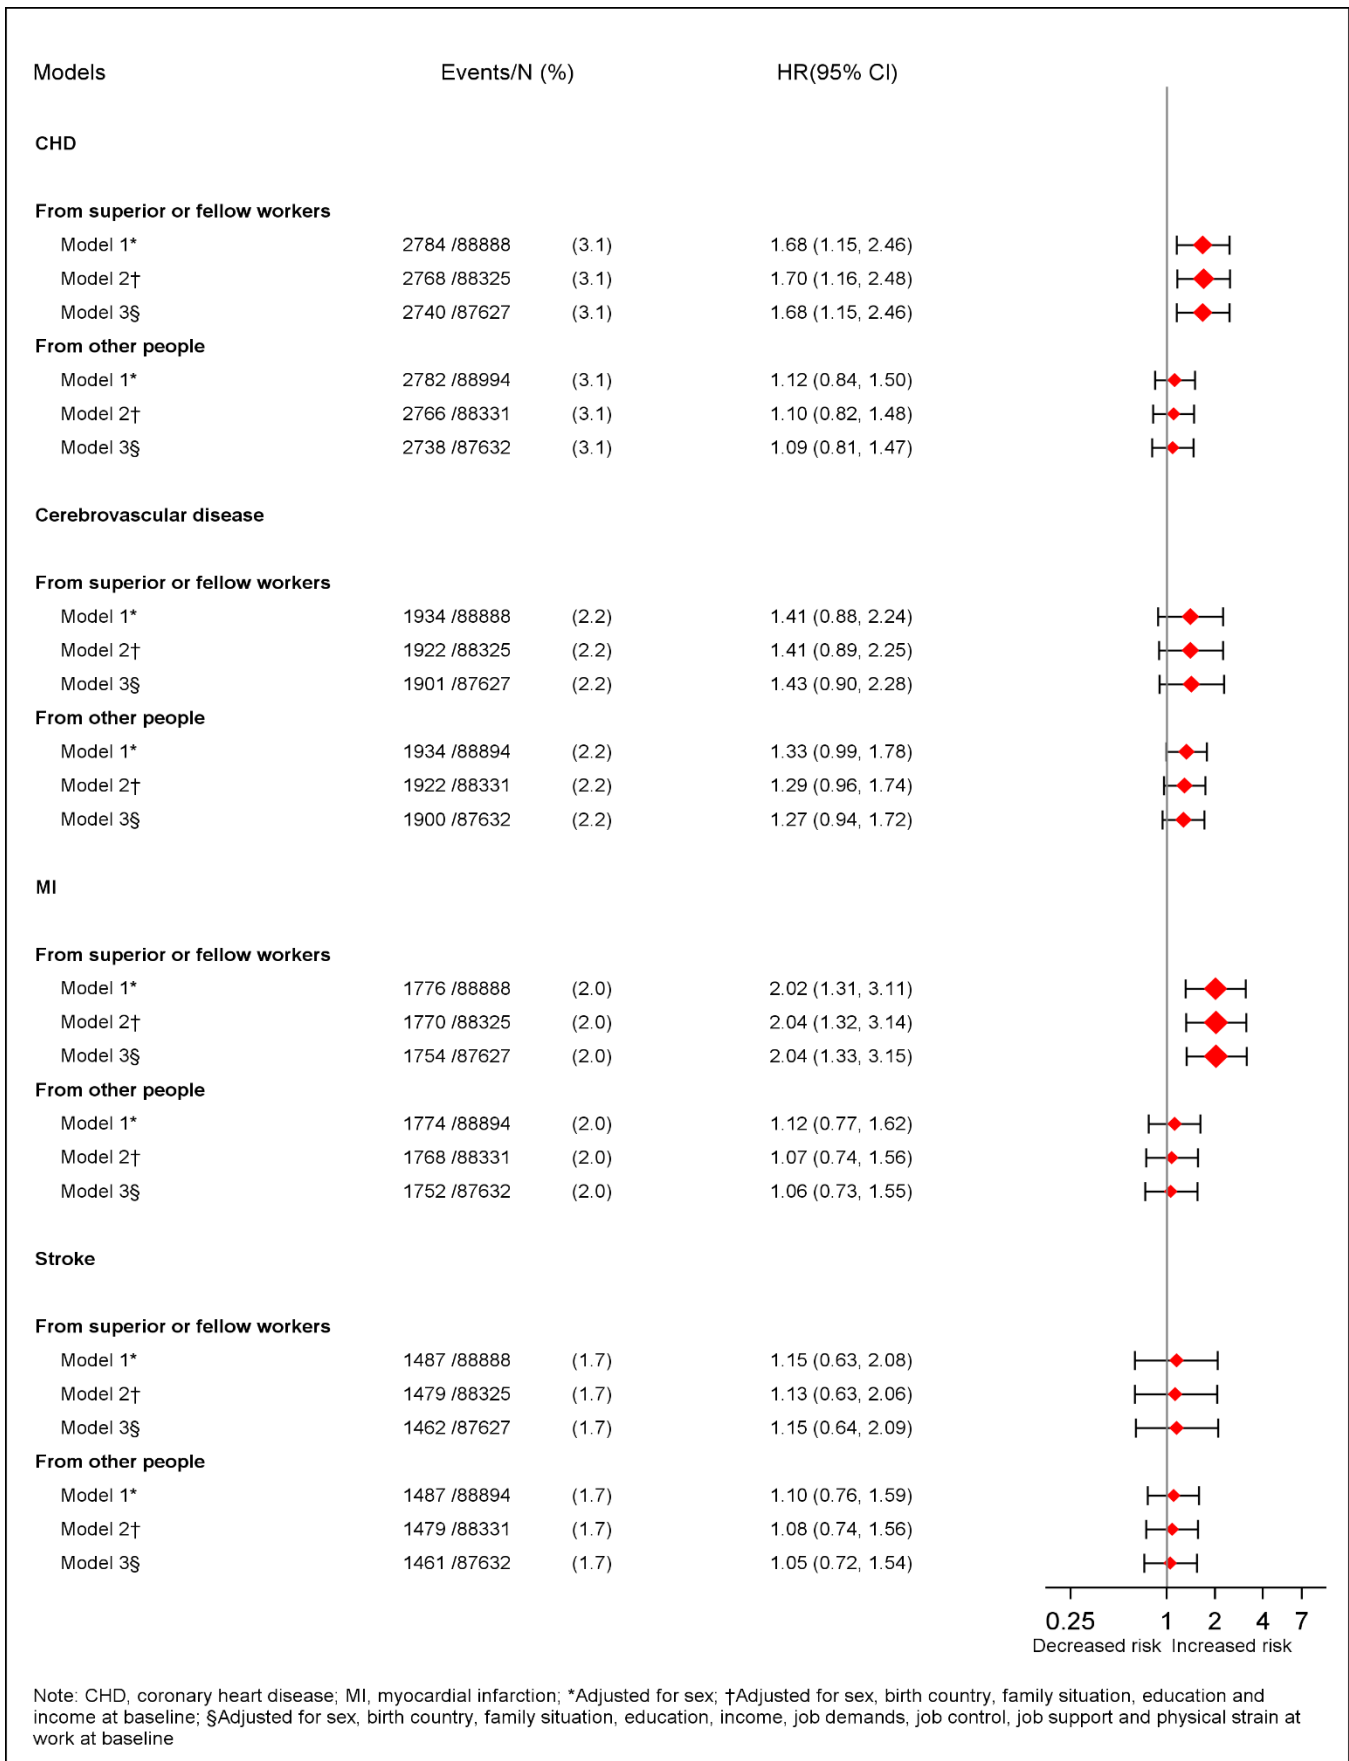 Models Events/N (%) HR(95% CI)
CHD
From superior or fellow workers
Model 1* 2784 /88888 (3.1) 1.68 (1.15, 2.46)
Model 2† 2768 /88325 (3.1) 1.70 (1.16, 2.48)
Model 3§ 2740 /87627 (3.1) 1.68 (1.15, 2.46)
From other people
Model 1* 2782 /88994 (3.1) 1.12 (0.84, 1.50)
Model 2† 2766 /88331 (3.1) 1.10 (0.82, 1.48)
Model 3§ 2738 /87632 (3.1) 1.09 (0.81, 1.47)
Cerebrovascular disease
From superior or fellow workers
Model 1* 1934 /88888 (2.2) 1.41 (0.88, 2.24)
Model 2† 1922 /88325 (2.2) 1.41 (0.89, 2.25)
Model 3§ 1901 /87627 (2.2) 1.43 (0.90, 2.28)
From other people
Model 1* 1934 /88894 (2.2) 1.33 (0.99, 1.78)
Model 2† 1922 /88331 (2.2) 1.29 (0.96, 1.74)
Model 3§ 1900 /87632 (2.2) 1.27 (0.94, 1.72)
MI
From superior or fellow workers
Model 1* 1776 /88888 (2.0) 2.02 (1.31, 3.11)
Model 2† 1770 /88325 (2.0) 2.04 (1.32, 3.14)
Model 3§ 1754 /87627 (2.0) 2.04 (1.33, 3.15)
From other people
Model 1* 1774 /88894 (2.0) 1.12 (0.77, 1.62)
Model 2† 1768 /88331 (2.0) 1.07 (0.74, 1.56)
Model 3§ 1752 /87632 (2.0) 1.06 (0.73, 1.55)
Stroke
From superior or fellow workers
Model 1* 1487 /88888 (1.7) 1.15 (0.63, 2.08)
Model 2† 1479 /88325 (1.7) 1.13 (0.63, 2.06)
Model 3§ 1462 /87627 (1.7) 1.15 (0.64, 2.09)
From other people
Model 1* 1487 /88894 (1.7) 1.10 (0.76, 1.59)
Model 2† 1479 /88331 (1.7) 1.08 (0.74, 1.56)
Model 3§ 1461 /87632 (1.7) 1.05 (0.72, 1.54)
0.25 1 2 4 7
Decreased risk Increased risk
Note: CHD, coronary heart disease; MI, myocardial infarction; *Adjusted for sex; †Adjusted for sex, birth country, family situation, education and
income at baseline; §Adjusted for sex, birth country, family situation, education, income, job demands, job control, job support and physical strain at
work at baseline